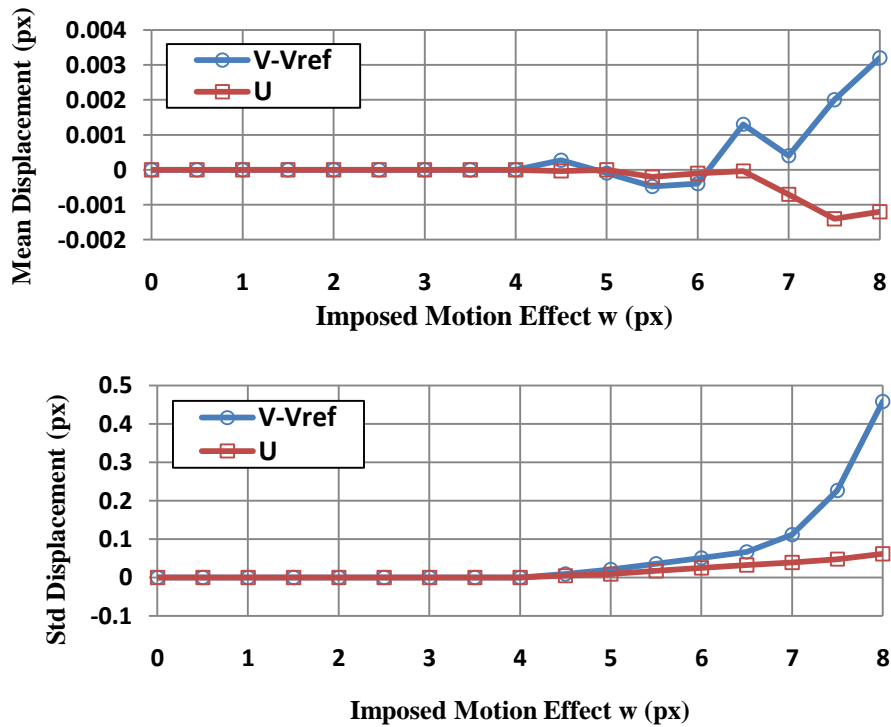 Mean Displacement (px)
0.004
0.003
0.002
0.001
0
-0.001
-0.002
V-Vref
U
0 1 2 3 4 5 6 7 8
Imposed Motion Effect w (px)
Std Displacement (px)
0.5
0.4
0.3
0.2
0.1
0
-0.1
V-Vref
U
0 1 2 3 4 5 6 7 8
Imposed Motion Effect w (px)